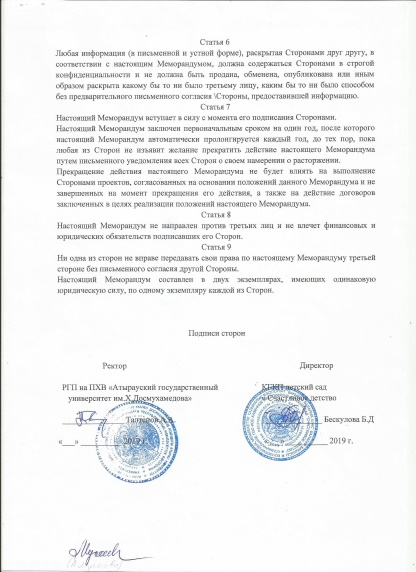 Статья 6
Любая информация (в письменной и устной форме), раскрытая Сторонами друг другу, в
соответствии с настоящим Меморандумом, должна содержаться Сторонами в строгой
конфиденциальности и не должна быть продана, обменена, опубликована или иным
образом раскрыта какому бы то ни было третьему лицу, каким бы то ни было способом
без предварительного письменного согласия \Стороны, предоставившей информацию.
Статья 7
Настоящий Меморандум вступает в силу с момента его подписания Сторонами.
Настоящий Меморандум заключен первоначальным сроком на один год, после которого
настоящий Меморандум автоматически пролонгируется каждый год, до тех пор, пока
любая из Сторон не изъявит желание прекратить действие настоящего Меморандума
путем письменного уведомления всех Сторон о своем намерении о расторжении.
Прекращение действия настоящего Меморандума не будет влиять на выполнение
Сторонами проектов, согласованных на основании положений данного Меморандума и не
завершенных на момент прекращения его действия, а также на действие договоров
заключенных в целях реализации положений настоящего Меморандума.
Статья 8
Настоящий Меморандум не направлен против третьих лиц и не влечет финансовых и
юридических обязательств подписавших его Сторон.
Статья 9
Ни одна из сторон не вправе передавать свои права по настоящему Меморандуму третьей
стороне без письменного согласия другой Стороны.
Настоящий Меморандум составлен в двух экземплярах, имеющих одинаковую
юридическую силу, по одному экземпляру каждой из Сторон.
Подписи сторон
Ректор
Директор
РГП на ПХВ «Атырауский государственный
университет им.Х.Досмухамедова»
КГКП детский сад
« Счастливое детство
Бескулова Б.Д
«___» __________ 2019 г.
2019 г.